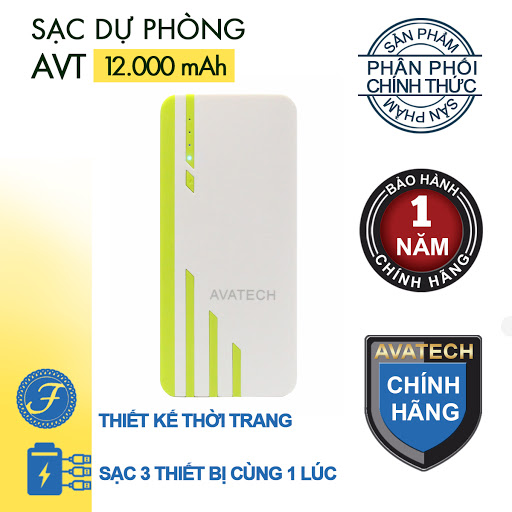 SẠC DỰ PHÒNG
AVT 12.000 mAh
SẢN PHẨM
PHÂN PHỐI
CHÍNH THỨC
SẢN PHẨM
BẢO HÀNH
1
NĂM
CHÍNH HÃNG
AVATECH
AVATECH
CHÍNH
HÃNG
F
THIẾT KẾ THỜI TRANG
SẠC 3 THIẾT BỊ CÙNG 1 LÚC